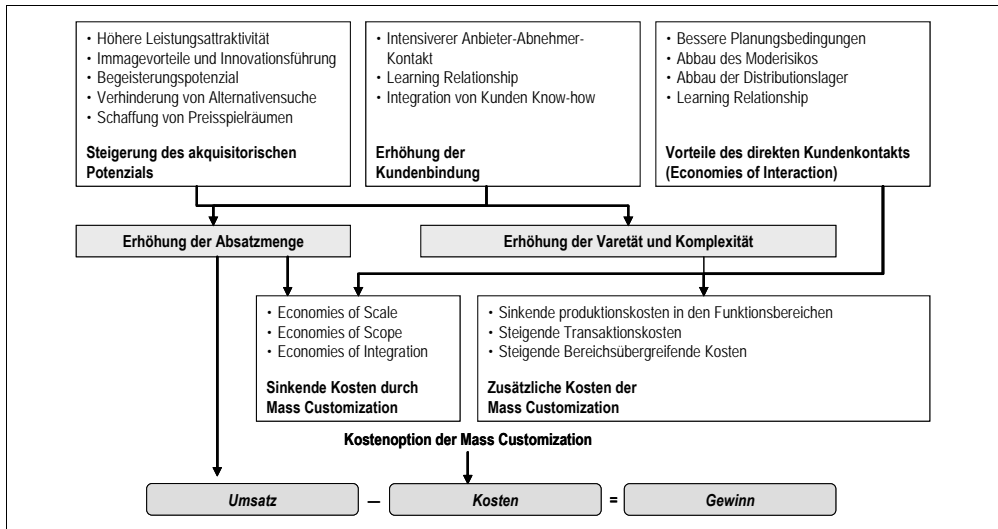 • Höhere Leistungsattraktivität
• Immagevorteile und Innovationsführung
• Begeisterungspotenzial
• Verhinderung von Alternativensuche
• Schaffung von Preisspielräumen
Steigerung des akquisitorischen
Potenzials
• Intensiverer Anbieter-Abnehmer-
Kontakt
• Learning Relationship
• Integration von Kunden Know-how
Erhöhung der
Kundenbindung
• Bessere Planungsbedingungen
• Abbau des Moderisikos
• Abbau der Distributionslager
• Learning Relationship
Vorteile des direkten Kundenkontakts
(Economies of Interaction)
Erhöhung der Absatzmenge
Erhöhung der Varetät und Komplexität
• Economies of Scale
• Economies of Scope
• Economies of Integration
Sinkende Kosten durch
Mass Customization
• Sinkende produktionskosten in den Funktionsbereichen
• Steigende Transaktionskosten
• Steigende Bereichsübergreifende Kosten
Zusätzliche Kosten der
Mass Customization
Kostenoption der Mass Customization
Umsatz – Kosten = Gewinn